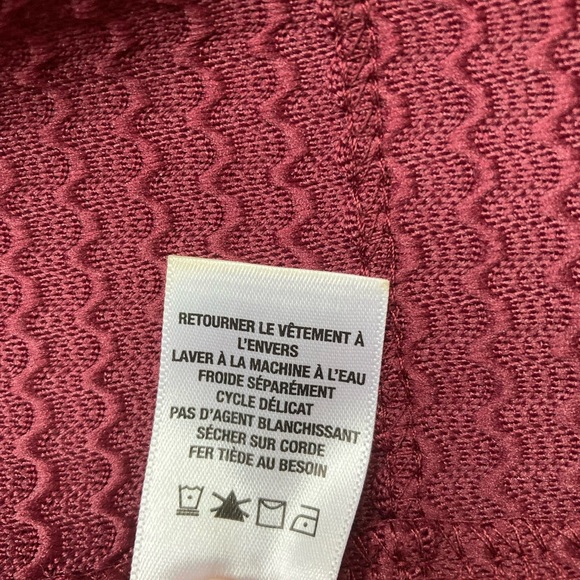 RETOURNER LE VÊTEMENT À
L'ENVERS
LAVER À LA MACHINE À L'EAU
FROIDE SÉPARÉMENT
CYCLE DÉLICAT
PAS D'AGENT BLANCHISSANT
SÉCHER SUR CORDE
FER TIÈDE AU BESOIN